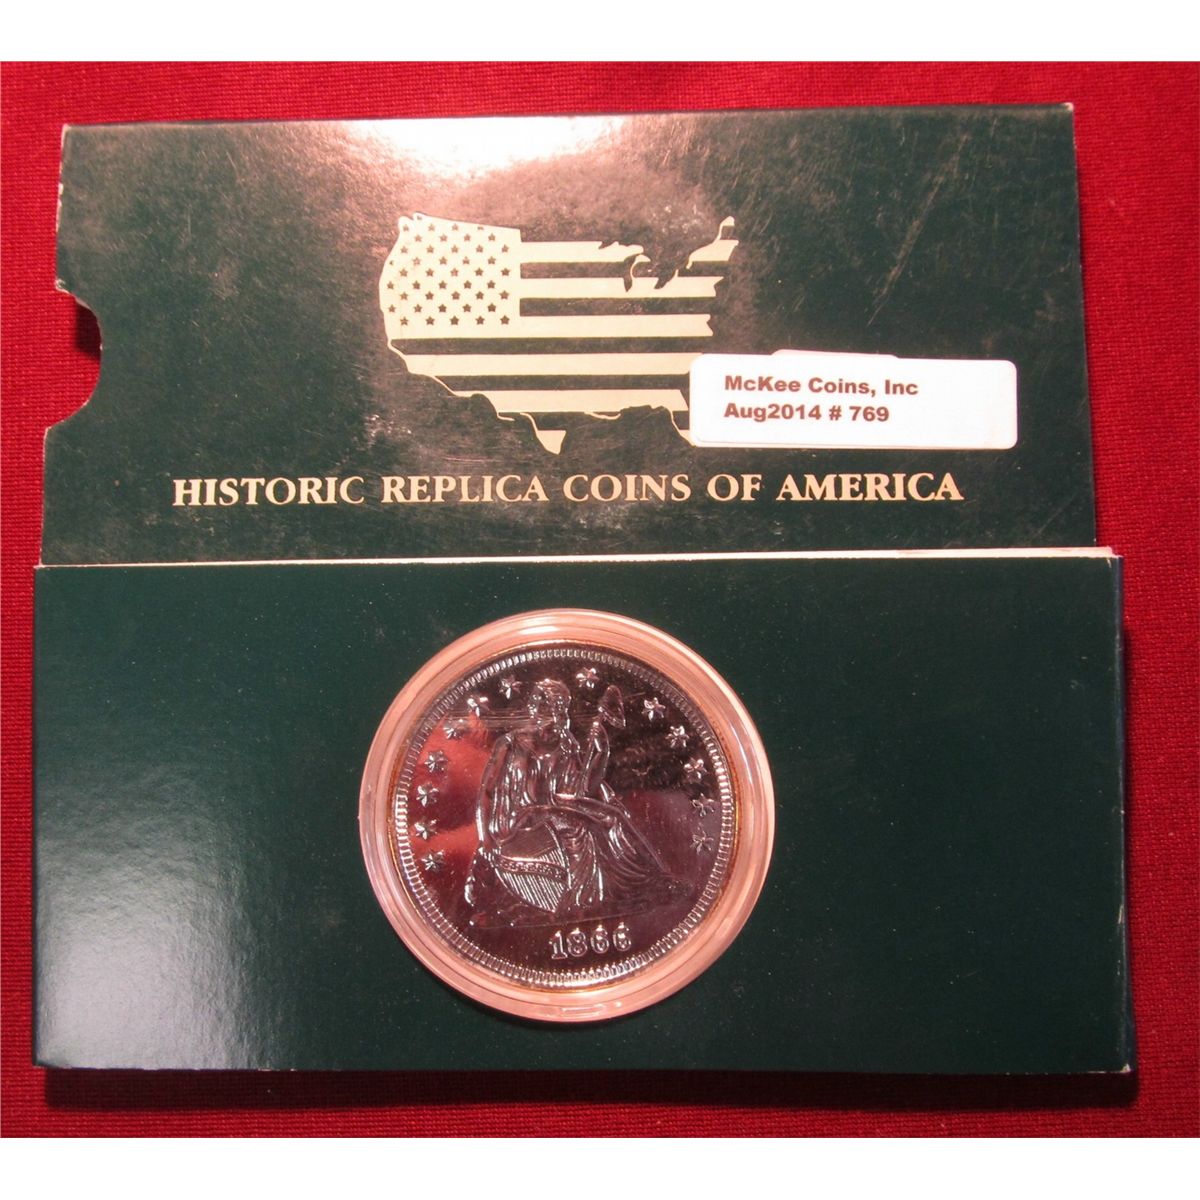 McKee Coins, Inc
Aug2014 # 769
HISTORIC REPLICA COINS OF AMERICA
1866